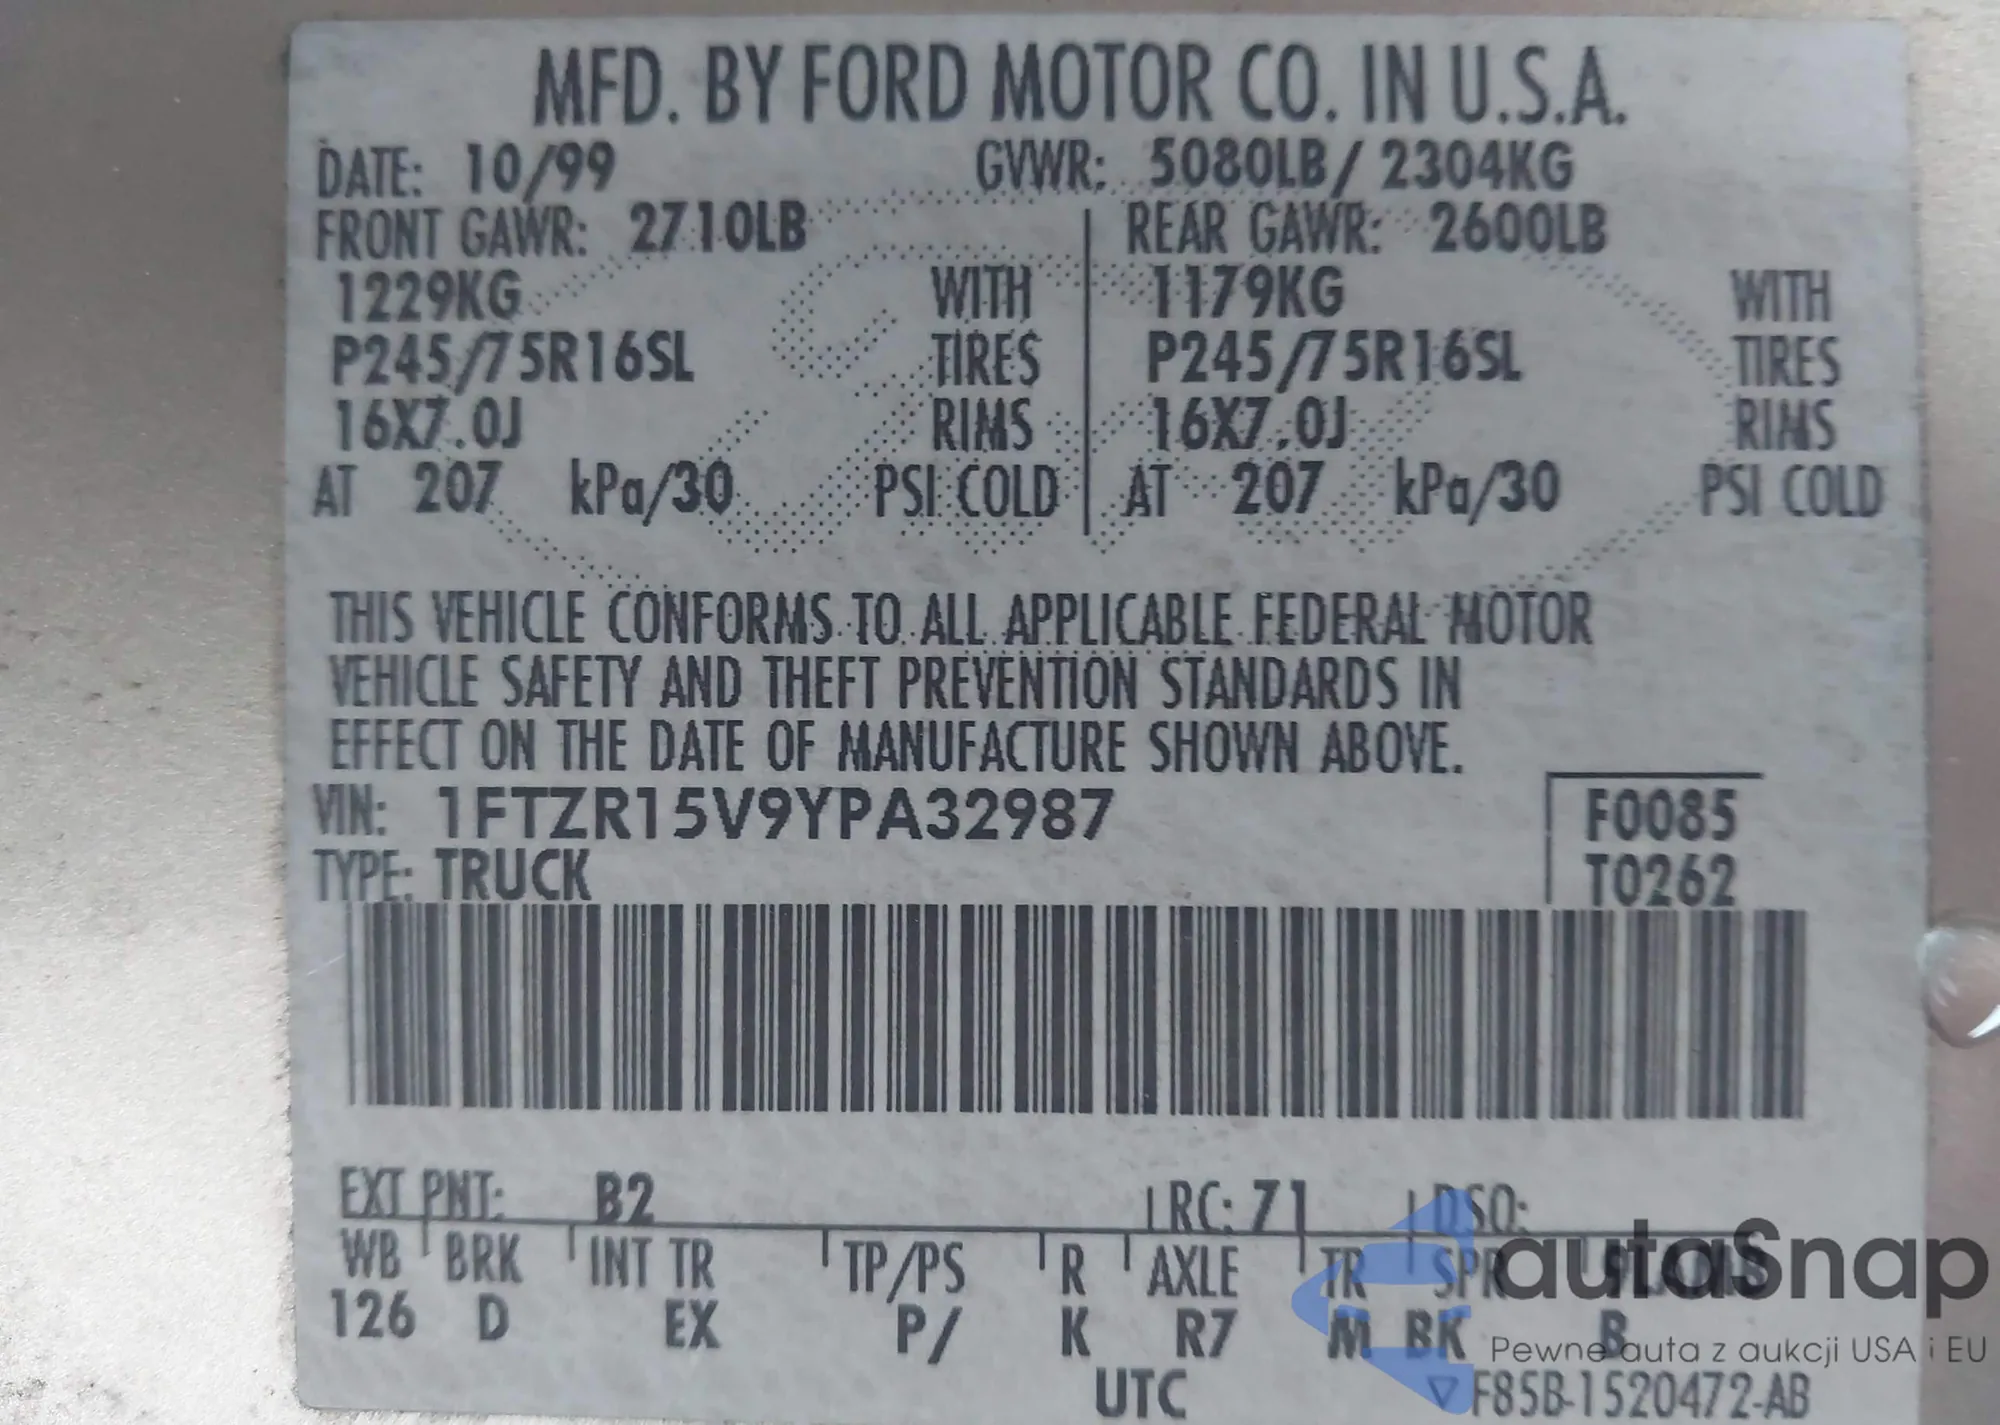 MFD. BY FORD MOTOR CO. IN U.S.A.
DATE: 10/99 GVWR: 5080LB/ 2304KG
FRONT GAWR: 2710LB REAR GAWR: 2600LB
1229KG WITH 1179KG WITH
P245/75R16SL TIRES P245/75R16SL TIRES
16X7.0J RIMS 16X7.0J RIMS
AT 207 kPa/30 PSI COLD AT 207 kPa/30 PSI COLD
THIS VEHICLE CONFORMS TO ALL APPLICABLE FEDERAL MOTOR
VEHICLE SAFETY AND THEFT PREVENTION STANDARDS IN
EFFECT ON THE DATE OF MANUFACTURE SHOWN ABOVE.
VIN: 1FTZR15V9YPA32987 F0085
TYPE: TRUCK T0262
EXT PNT: B2 RC: 71 DSO:
WB BRK INT TR TP/PS R AXLE TR SPR
126 D EX P/ K R7 M BK B
UTC ▽F85B-1520472-AB
autaSnap
Pewne auta z aukcji USA i EU